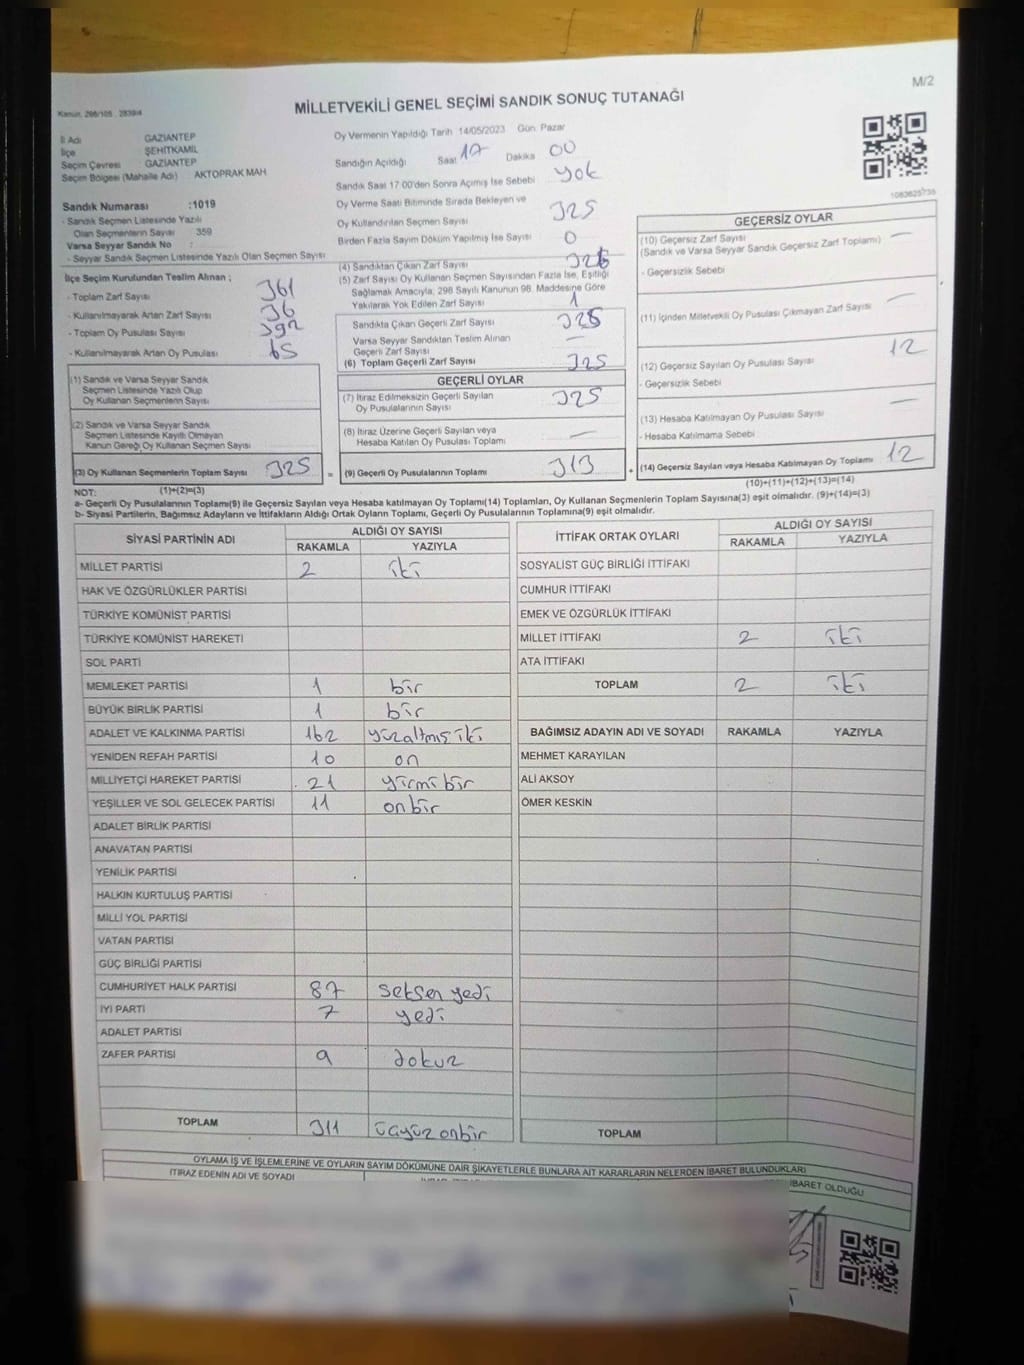 M/2
MİLLETVEKİLİ GENEL SEÇİMİ SANDIK SONUÇ TUTANAĞI
Kanun, 298/105 , 2839/4
İl Adı GAZİANTEP
İlçe ŞEHİTKAMİL
Seçim Çevresi GAZİANTEP
Seçim Bölgesi (Mahalle Adı) AKTOPRAK MAH
Sandık Numarası :1019
- Sandık Seçmen Listesinde Yazılı
Olan Seçmenlerin Sayısı 359
Varsa Seyyar Sandık No :
- Seyyar Sandık Seçmen Listesinde Yazılı Olan Seçmen Sayısı
İlçe Seçim Kurulundan Teslim Alınan ;
- Toplam Zarf Sayısı 361
- Kullanılmayarak Artan Zarf Sayısı 36
- Toplam Oy Pusulası Sayısı 392
- Kullanılmayarak Artan Oy Pusulası 65
(1) Sandık ve Varsa Seyyar Sandık
Seçmen Listesinde Yazılı Olup
Oy Kullanan Seçmenlerin Sayısı
(2) Sandık ve Varsa Seyyar Sandık
Seçmen Listesinde Kayıtlı Olmayan
Kanun Gereği Oy Kullanan Seçmen Sayısı
(3) Oy Kullanan Seçmenlerin Toplam Sayısı 325
(1)+(2)=(3)
Oy Vermenin Yapıldığı Tarih 14/05/2023 Gün Pazar
Sandığın Açıldığı Saat 17 Dakika 00
Sandık Saat 17:00'den Sonra Açımış İse Sebebi yok
Oy Verme Saati Bitiminde Sırada Bekleyen ve
Oy Kullandırılan Seçmen Sayısı 325
Birden Fazla Sayım Döküm Yapılmış İse Sayısı 0
(4) Sandıktan Çıkan Zarf Sayısı 326
(5) Zarf Sayısı Oy Kullanan Seçmen Sayısından Fazla İse, Eşitliği
Sağlamak Amacıyla, 298 Sayılı Kanunun 98. Maddesine Göre
Yakılarak Yok Edilen Zarf Sayısı 1
Sandıkta Çıkan Geçerli Zarf Sayısı 325
Varsa Seyyar Sandıktan Teslim Alınan
Geçerli Zarf Sayısı —
(6) Toplam Geçerli Zarf Sayısı 325
GEÇERLİ OYLAR
(7) İtiraz Edilmeksizin Geçerli Sayılan
Oy Pusulalarının Sayısı 325
(8) İtiraz Üzerine Geçerli Sayılan veya
Hesaba Katılan Oy Pusulası Toplamı —
= (9) Geçerli Oy Pusulalarının Toplamı 313
1083625735
GEÇERSİZ OYLAR
(10) Geçersiz Zarf Sayısı —
(Sandık ve Varsa Seyyar Sandık Geçersiz Zarf Toplamı)
- Geçersizlik Sebebi
(11) İçinden Milletvekili Oy Pusulası Çıkmayan Zarf Sayısı —
(12) Geçersiz Sayılan Oy Pusulası Sayısı 12
- Geçersizlik Sebebi
(13) Hesaba Katılmayan Oy Pusulası Sayısı —
- Hesaba Katılmama Sebebi
+ (14) Geçersiz Sayılan veya Hesaba Katılmayan Oy Toplamı 12
(10)+(11)+(12)+(13)=(14)
NOT:
a- Geçerli Oy Pusulalarının Toplamı(9) ile Geçersiz Sayılan veya Hesaba katılmayan Oy Toplamı(14) Toplamları, Oy Kullanan Seçmenlerin Toplam Sayısına(3) eşit olmalıdır. (9)+(14)=(3)
b- Siyasi Partilerin, Bağımsız Adayların ve İttifakların Aldığı Ortak Oyların Toplamı, Geçerli Oy Pusulalarının Toplamına(9) eşit olmalıdır.
SİYASİ PARTİNİN ADI ALDIĞI OY SAYISI
RAKAMLA YAZIYLA
MİLLET PARTİSİ 2 iki
HAK VE ÖZGÜRLÜKLER PARTİSİ
TÜRKİYE KOMÜNİST PARTİSİ
TÜRKİYE KOMÜNİST HAREKETİ
SOL PARTİ
MEMLEKET PARTİSİ 1 bir
BÜYÜK BİRLİK PARTİSİ 1 bir
ADALET VE KALKINMA PARTİSİ 162 yüzaltmış iki
YENİDEN REFAH PARTİSİ 10 on
MİLLİYETÇİ HAREKET PARTİSİ 21 yirmi bir
YEŞİLLER VE SOL GELECEK PARTİSİ 11 onbir
ADALET BİRLİK PARTİSİ
ANAVATAN PARTİSİ
YENİLİK PARTİSİ
HALKIN KURTULUŞ PARTİSİ
MİLLİ YOL PARTİSİ
VATAN PARTİSİ
GÜÇ BİRLİĞİ PARTİSİ
CUMHURİYET HALK PARTİSİ 87 seksen yedi
İYİ PARTİ 7 yedi
ADALET PARTİSİ
ZAFER PARTİSİ 9 dokuz
TOPLAM 311 üçyüz onbir
İTTİFAK ORTAK OYLARI ALDIĞI OY SAYISI
RAKAMLA YAZIYLA
SOSYALİST GÜÇ BİRLİĞİ İTTİFAKI
CUMHUR İTTİFAKI
EMEK VE ÖZGÜRLÜK İTTİFAKI
MİLLET İTTİFAKI 2 iki
ATA İTTİFAKI
TOPLAM 2 iki
BAĞIMSIZ ADAYIN ADI VE SOYADI RAKAMLA YAZIYLA
MEHMET KARAYILAN
ALİ AKSOY
ÖMER KESKİN
TOPLAM
OYLAMA İŞ VE İŞLEMLERİNE VE OYLARIN SAYIM DÖKÜMÜNE DAİR ŞİKAYETLERLE BUNLARA AİT KARARLARIN NELERDEN İBARET BULUNDUKLARI
İTİRAZ EDENİN ADI VE SOYADI
İBARET OLDUĞU